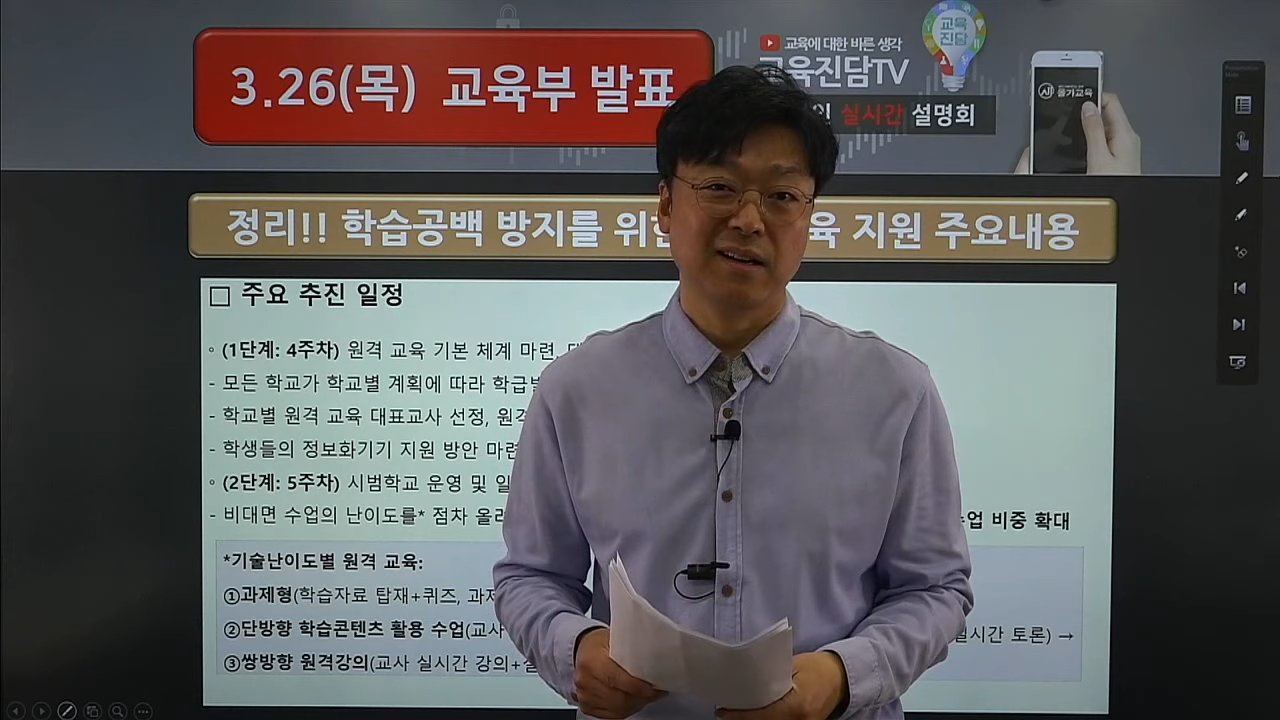 3.26(목) 교육부 발표
교육에 대한 바른 생각
교육진담TV
교육
진담
인 실시간 설명회
올가교육
정리!! 학습공백 방지를 위한 육 지원 주요내용
□ 주요 추진 일정
◦ (1단계: 4주차) 원격 교육 기본 체계 마련,
- 모든 학교가 학교별 계획에 따라 학급별
- 학교별 원격 교육 대표교사 선정, 원격
- 학생들의 정보화기기 지원 방안 마련
◦ (2단계: 5주차) 시범학교 운영 및 일
- 비대면 수업의 난이도를* 점차 올려 수업 비중 확대
*기술난이도별 원격 교육:
①과제형(학습자료 탑재+퀴즈, 과제
②단방향 학습콘텐츠 활용 수업(교사 실시간 토론) →
③쌍방향 원격강의(교사 실시간 강의+실